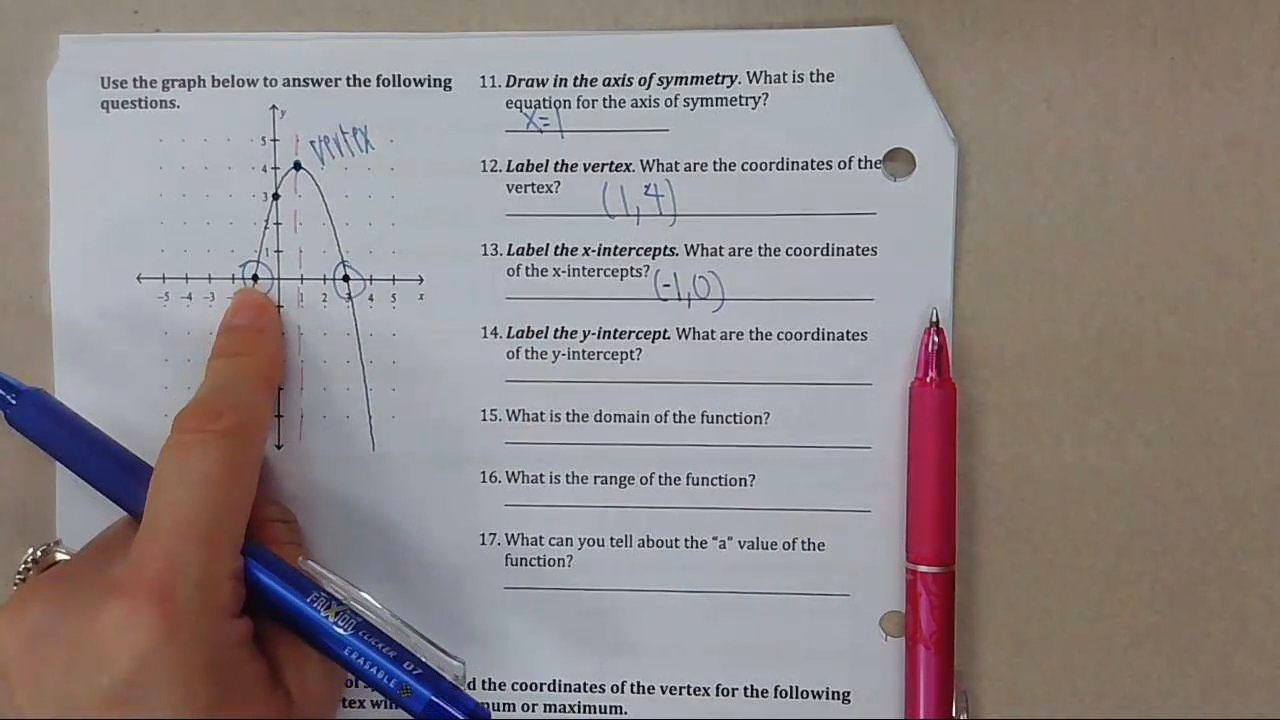 Use the graph below to answer the following
questions.
y
5
4
3
2
1
-5 -4 -3
1 2 3 4 5 x
vertex
11. Draw in the axis of symmetry. What is the
equation for the axis of symmetry?
x=1
12. Label the vertex. What are the coordinates of the
vertex?
(1,4)
13. Label the x-intercepts. What are the coordinates
of the x-intercepts?
(-1,0)
14. Label the y-intercept. What are the coordinates
of the y-intercept?
15. What is the domain of the function?
16. What is the range of the function?
17. What can you tell about the "a" value of the
function?
FRIXION CLICKER 07
ERASABLE
d the coordinates of the vertex for the following
num or maximum.